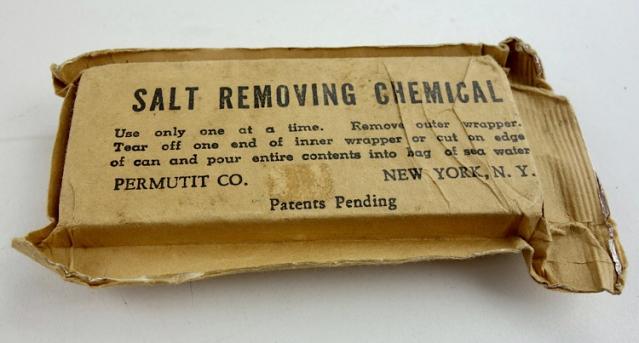 SALT REMOVING CHEMICAL
Use only one at a time. Remove outer wrapper.
Tear off one end of inner wrapper or cut on edge
of can and pour entire contents into bag of sea water
PERMUTIT CO. NEW YORK, N. Y.
Patents Pending